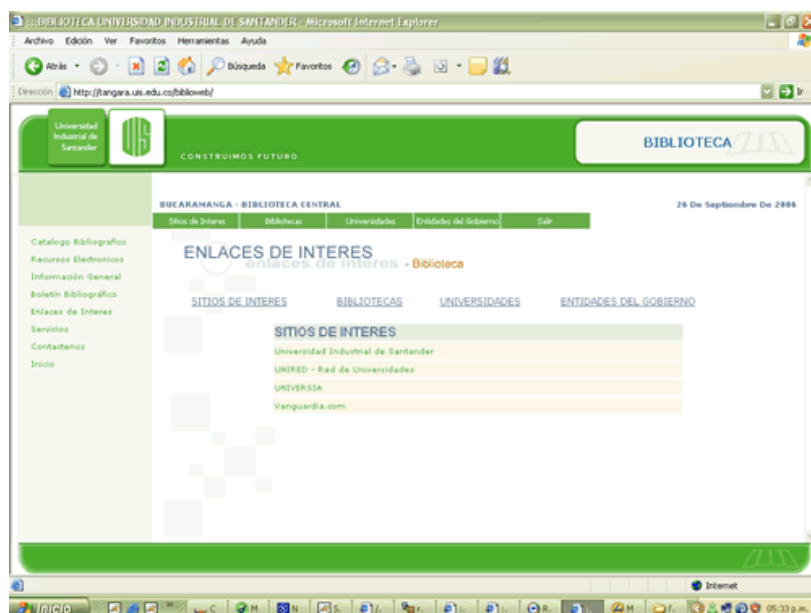 :::BIBLIOTECA UNIVERSIDAD INDUSTRIAL DE SANTANDER - Microsoft Internet Explorer
Archivo Edición Ver Favoritos Herramientas Ayuda
Atrás Búsqueda Favoritos
Dirección http://tangara.uis.edu.co/biblioweb/ Ir
Universidad
Industrial de
Santander
UIS
CONSTRUIMOS FUTURO
BIBLIOTECA
BUCARAMANGA - BIBLIOTECA CENTRAL 26 De Septiembre De 2006
Sitios de Interes Bibliotecas Universidades Entidades del Gobierno Salir
Catalogo Bibliografico
Recursos Electronicos
Información General
Boletín Bibliográfico
Enlaces de Interes
Servicios
Contactenos
Inicio
ENLACES DE INTERES
enlaces de interes - Biblioteca
SITIOS DE INTERES BIBLIOTECAS UNIVERSIDADES ENTIDADES DEL GOBIERNO
SITIOS DE INTERES
Universidad Industrial de Santander
UNIRED - Red de Universidades
UNIVERSIA
Vanguardia.com
Internet
Inicio 05:33 p.m.